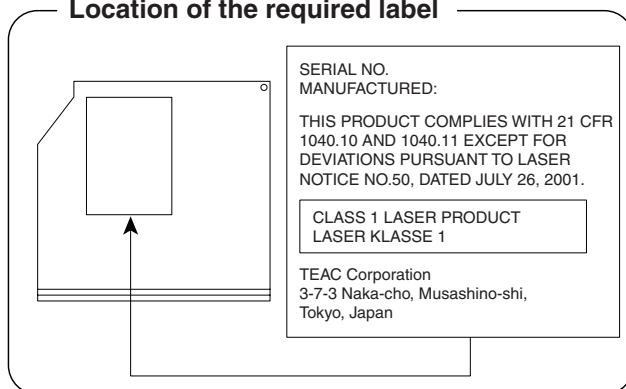 Location of the required label
SERIAL NO.
MANUFACTURED:
THIS PRODUCT COMPLIES WITH 21 CFR
1040.10 AND 1040.11 EXCEPT FOR
DEVIATIONS PURSUANT TO LASER
NOTICE NO.50, DATED JULY 26, 2001.
CLASS 1 LASER PRODUCT
LASER KLASSE 1
TEAC Corporation
3-7-3 Naka-cho, Musashino-shi,
Tokyo, Japan